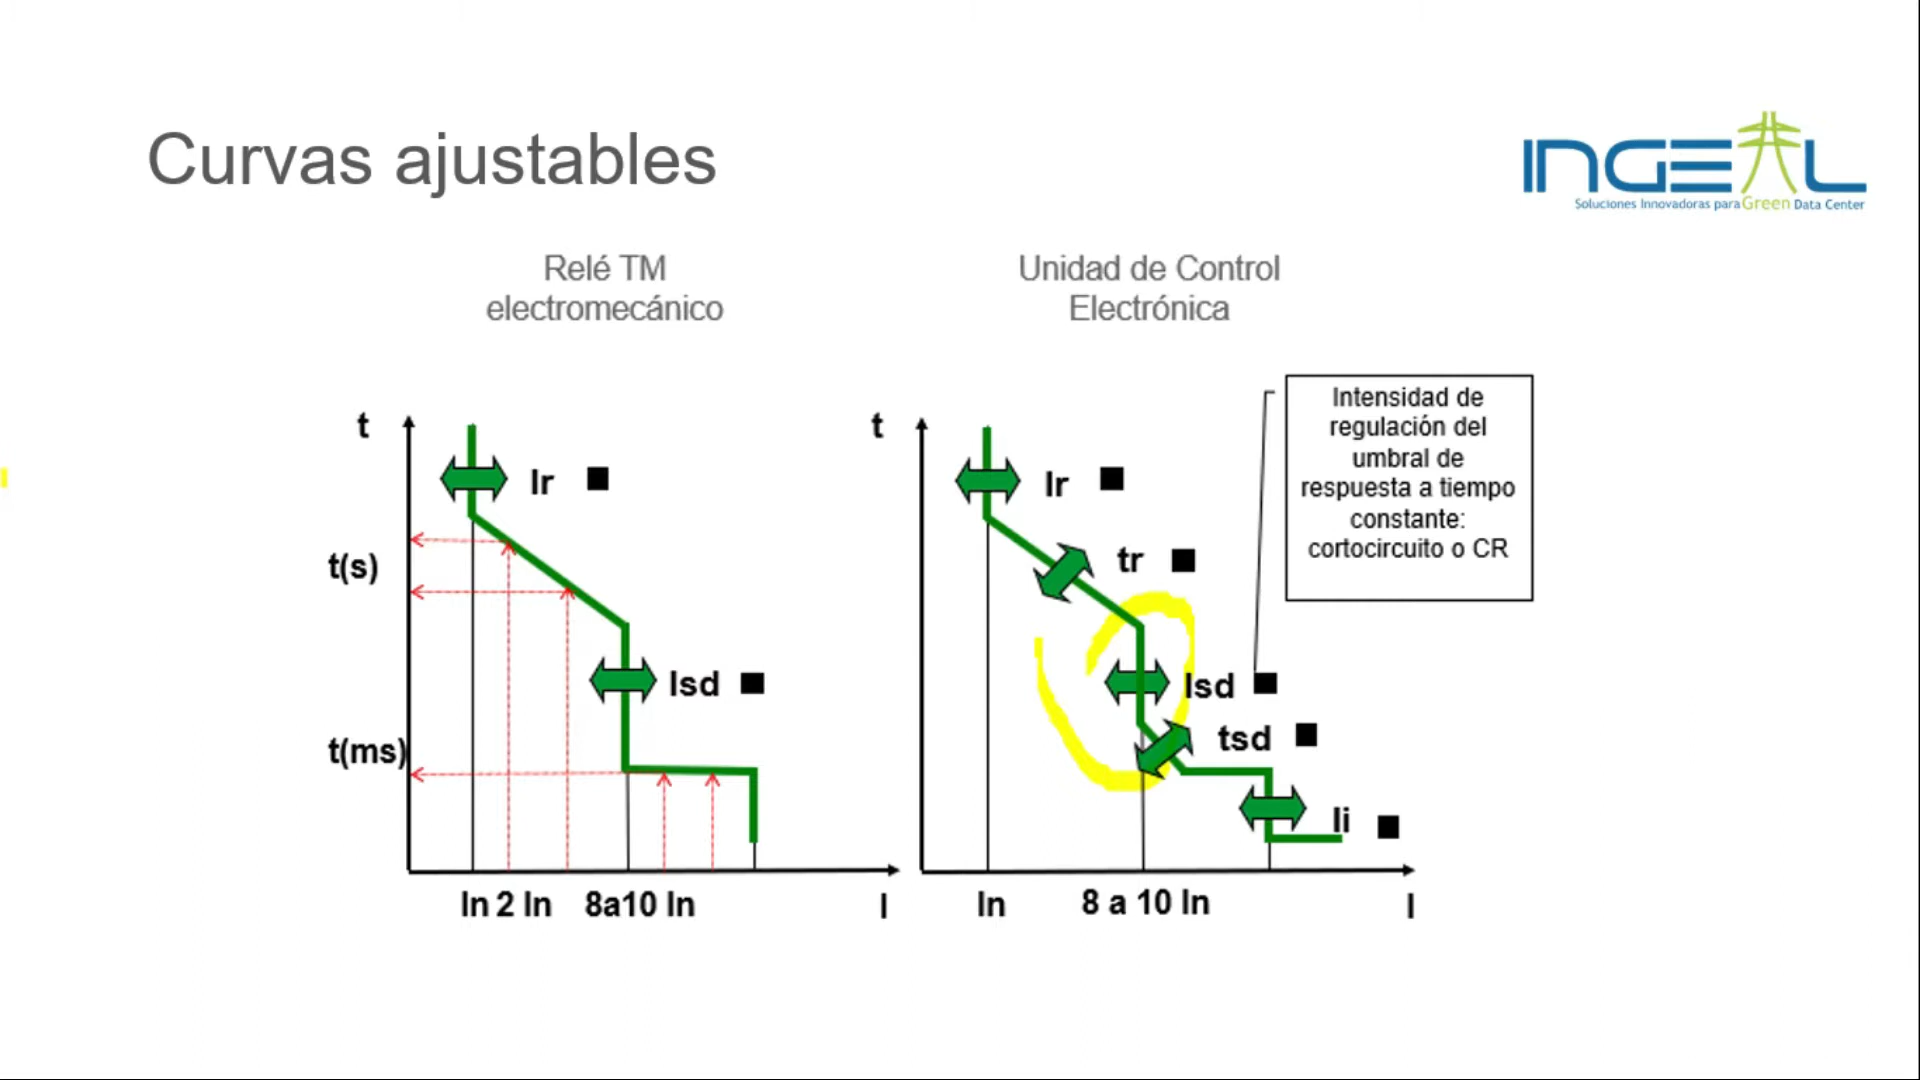 Curvas ajustables
INGEAL
Soluciones Innovadoras para Green Data Center
Relé TM
electromecánico
t
Ir
t(s)
Isd
t(ms)
In 2 In 8a10 In I
Unidad de Control
Electrónica
t
Ir
tr
Isd
tsd
Ii
In 8 a 10 In I
Intensidad de
regulación del
umbral de
respuesta a tiempo
constante:
cortocircuito o CR